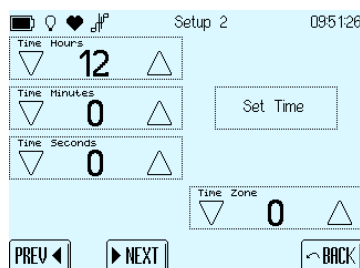 Setup 2 09:51:26
Time Hours
12
Time Minutes
0
Set Time
Time Seconds
0
Time Zone
0
PREV NEXT BACK